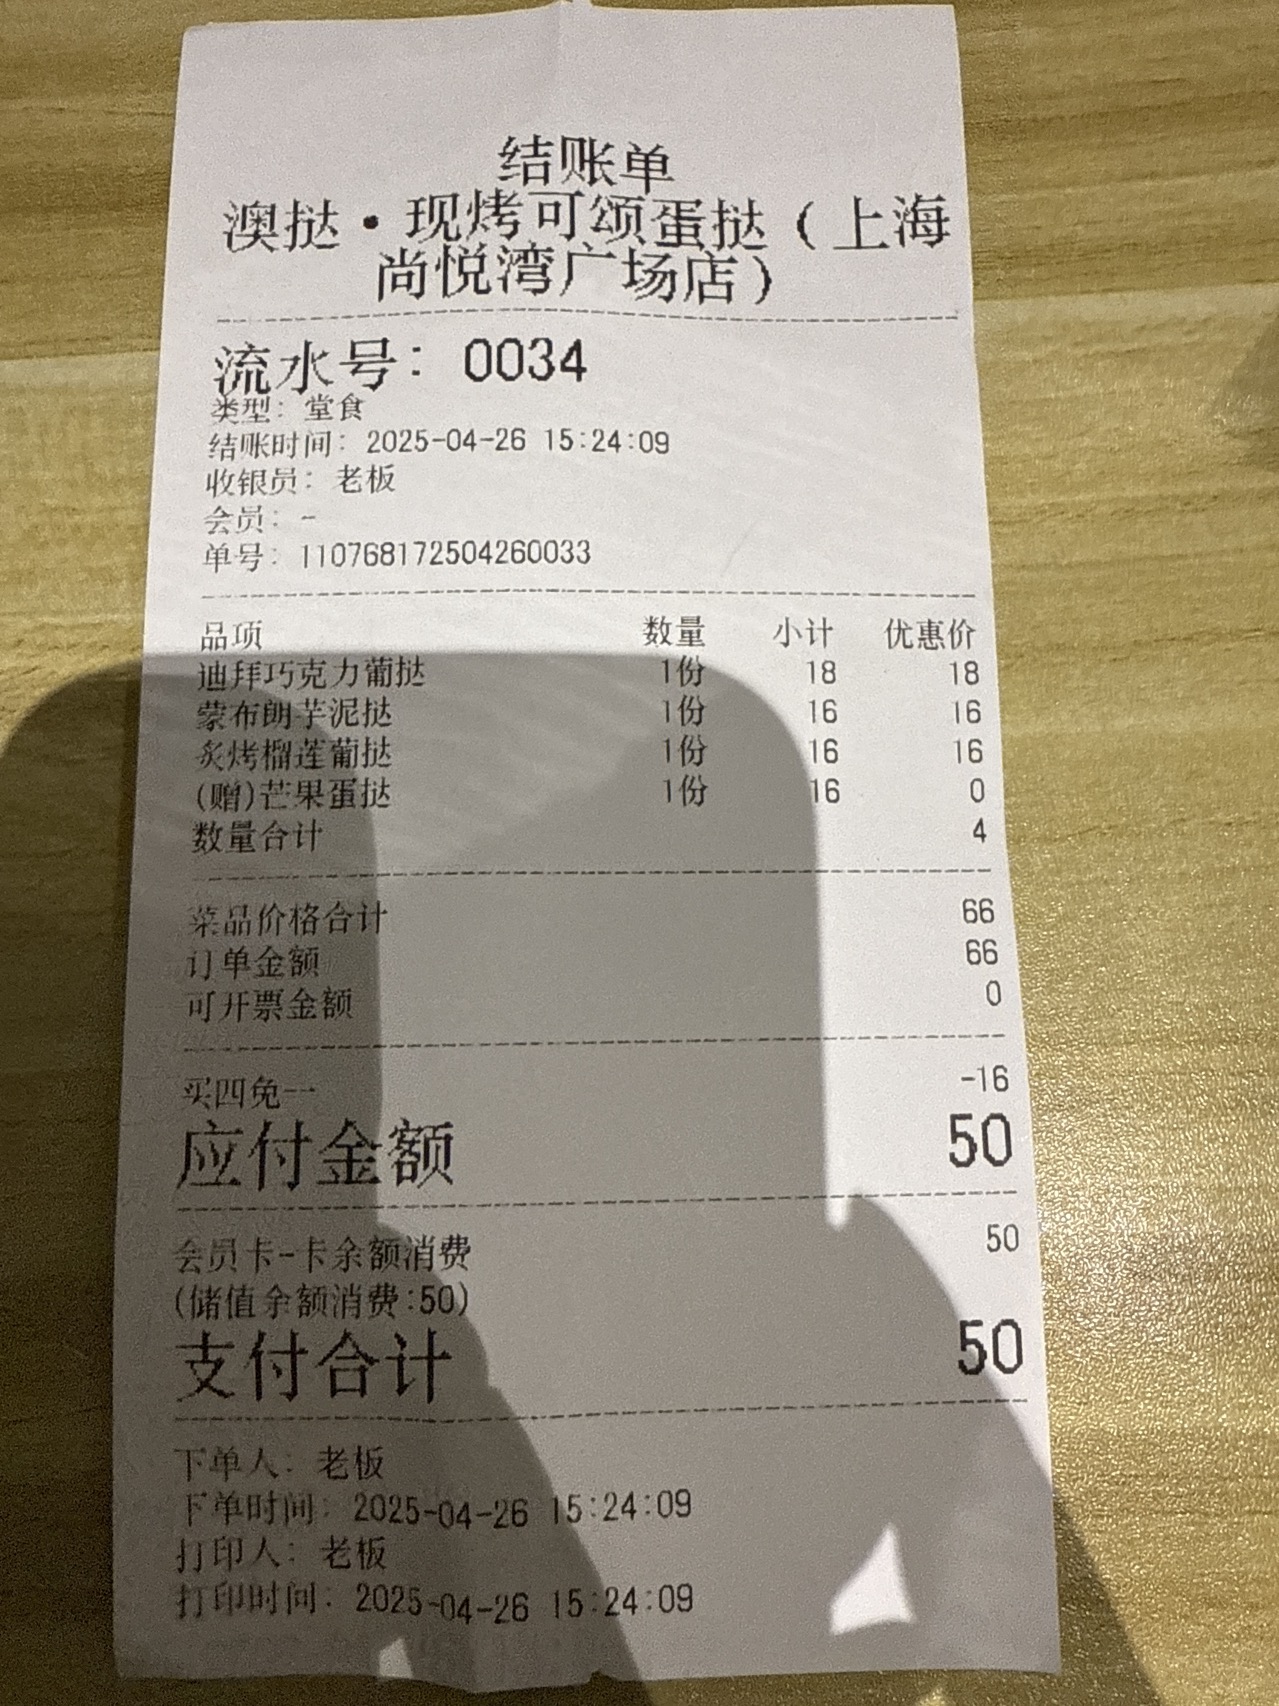 结账单
澳挞·现烤可颂蛋挞（上海
尚悦湾广场店）
流水号：0034
类型：堂食
结账时间：2025-04-26 15:24:09
收银员：老板
会员：-
单号：110768172504260033
品项 数量 小计 优惠价
迪拜巧克力葡挞 1份 18 18
蒙布朗芋泥挞 1份 16 16
炙烤榴莲葡挞 1份 16 16
(赠)芒果蛋挞 1份 16 0
数量合计 4
菜品价格合计 66
订单金额 66
可开票金额 0
买四免一 -16
应付金额 50
会员卡-卡余额消费 50
(储值余额消费:50)
支付合计 50
下单人：老板
下单时间：2025-04-26 15:24:09
打印人：老板
打印时间：2025-04-26 15:24:09